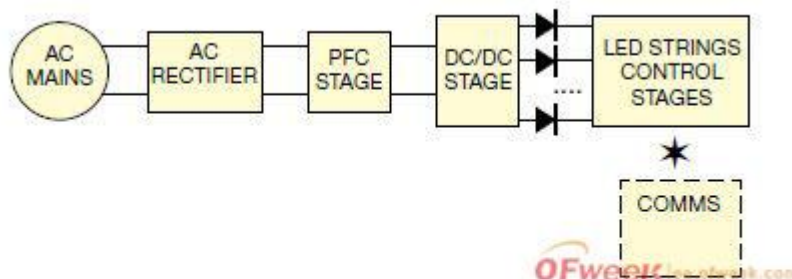 AC
MAINS
AC
RECTIFIER
PFC
STAGE
DC/DC
STAGE
....
LED STRINGS
CONTROL
STAGES
COMMS
OFweek